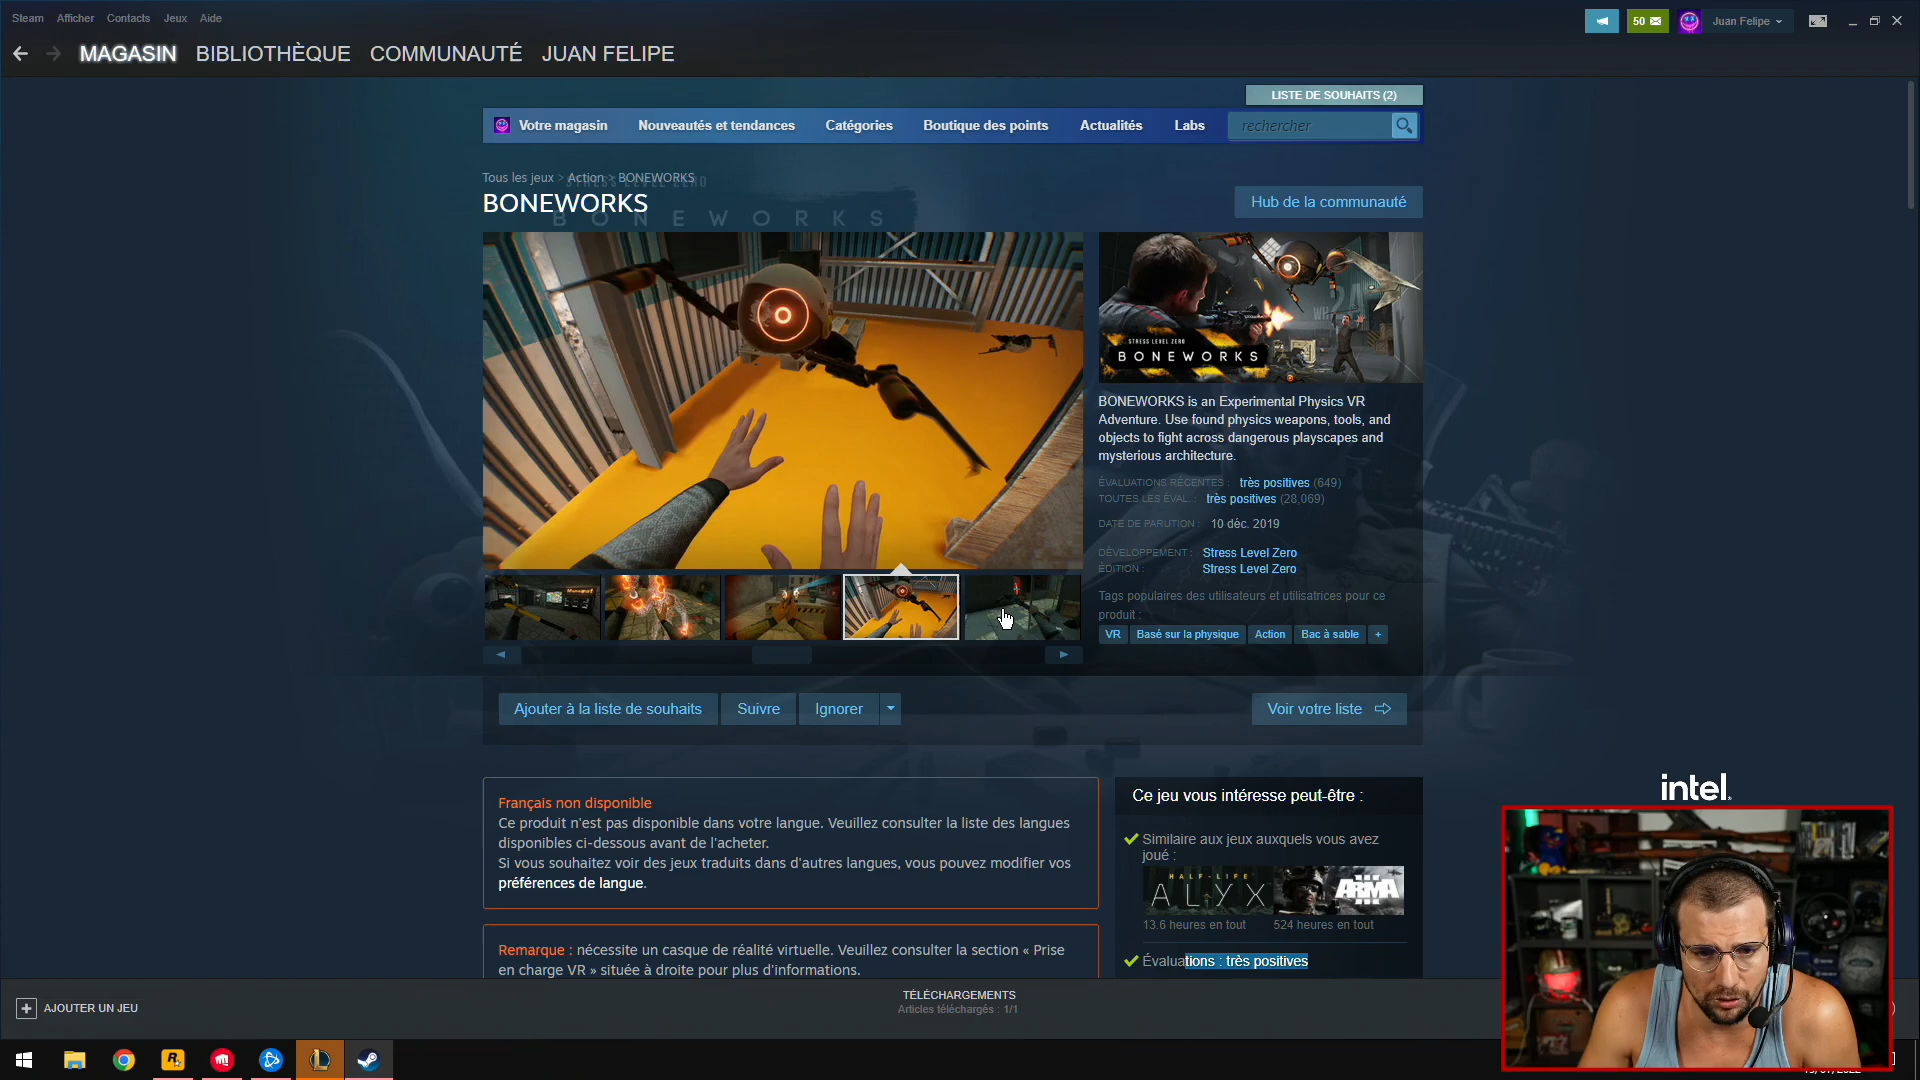 Steam Afficher Contacts Jeux Aide
50
Juan Felipe
MAGASIN BIBLIOTHÈQUE COMMUNAUTÉ JUAN FELIPE
LISTE DE SOUHAITS (2)
Votre magasin Nouveautés et tendances Catégories Boutique des points Actualités Labs rechercher
Tous les jeux > Action > BONEWORKS
BONEWORKS
STRESS LEVEL ZERO
BONEWORKS
Hub de la communauté
STRESS LEVEL ZERO
BONEWORKS
BONEWORKS is an Experimental Physics VR
Adventure. Use found physics weapons, tools, and
objects to fight across dangerous playscapes and
mysterious architecture.
ÉVALUATIONS RÉCENTES : très positives (649)
TOUTES LES ÉVAL. : très positives (28,069)
DATE DE PARUTION : 10 déc. 2019
DÉVELOPPEMENT : Stress Level Zero
ÉDITION : Stress Level Zero
Tags populaires des utilisateurs et utilisatrices pour ce
produit :
VR Basé sur la physique Action Bac à sable +
Ajouter à la liste de souhaits Suivre Ignorer
Voir votre liste
Français non disponible
Ce produit n'est pas disponible dans votre langue. Veuillez consulter la liste des langues
disponibles ci-dessous avant de l'acheter.
Si vous souhaitez voir des jeux traduits dans d'autres langues, vous pouvez modifier vos
préférences de langue.
Remarque : nécessite un casque de réalité virtuelle. Veuillez consulter la section « Prise
en charge VR » située à droite pour plus d'informations.
Ce jeu vous intéresse peut-être :
Similaire aux jeux auxquels vous avez
joué :
HALF-LIFE
ALYX
ARMA III
13.6 heures en tout 524 heures en tout
Évaluations : très positives
intel.
AJOUTER UN JEU
TÉLÉCHARGEMENTS
Articles téléchargés : 1/1